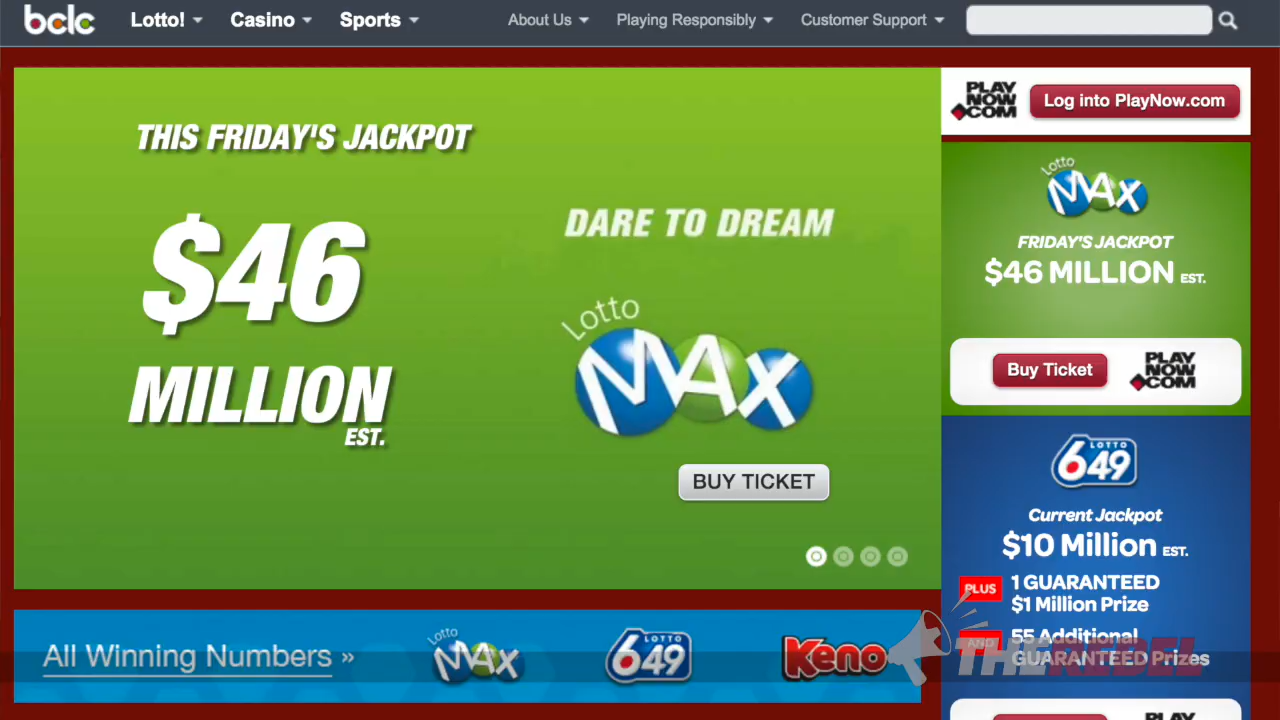 bclc Lotto! Casino Sports About Us Playing Responsibly Customer Support
THIS FRIDAY'S JACKPOT
$46
MILLION
EST.
DARE TO DREAM
Lotto
MAX
BUY TICKET
PLAY
NOW
.COM
Log into PlayNow.com
Lotto
MAX
FRIDAY'S JACKPOT
$46 MILLION EST.
Buy Ticket
PLAY
NOW
.COM
LOTTO
649
Current Jackpot
$10 Million EST.
PLUS
1 GUARANTEED
$1 Million Prize
AND
55 Additional
GUARANTEED Prizes
All Winning Numbers »
Lotto
MAX
LOTTO
649
Keno
THEREBEL
PLAY